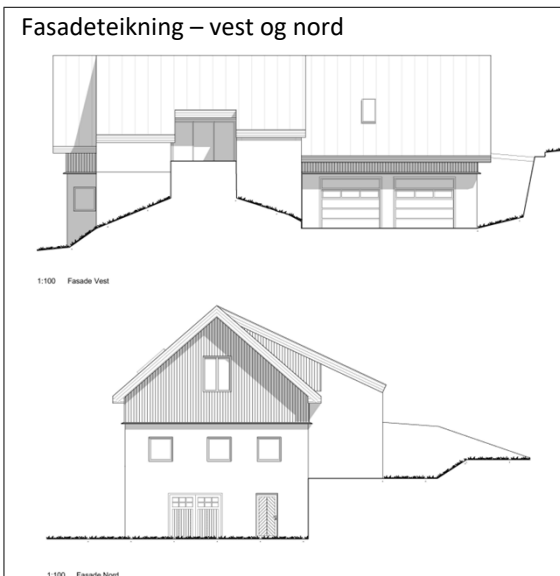 Fasadeteikning – vest og nord
1:100 Fasade Vest
1:100 Fasade Nord